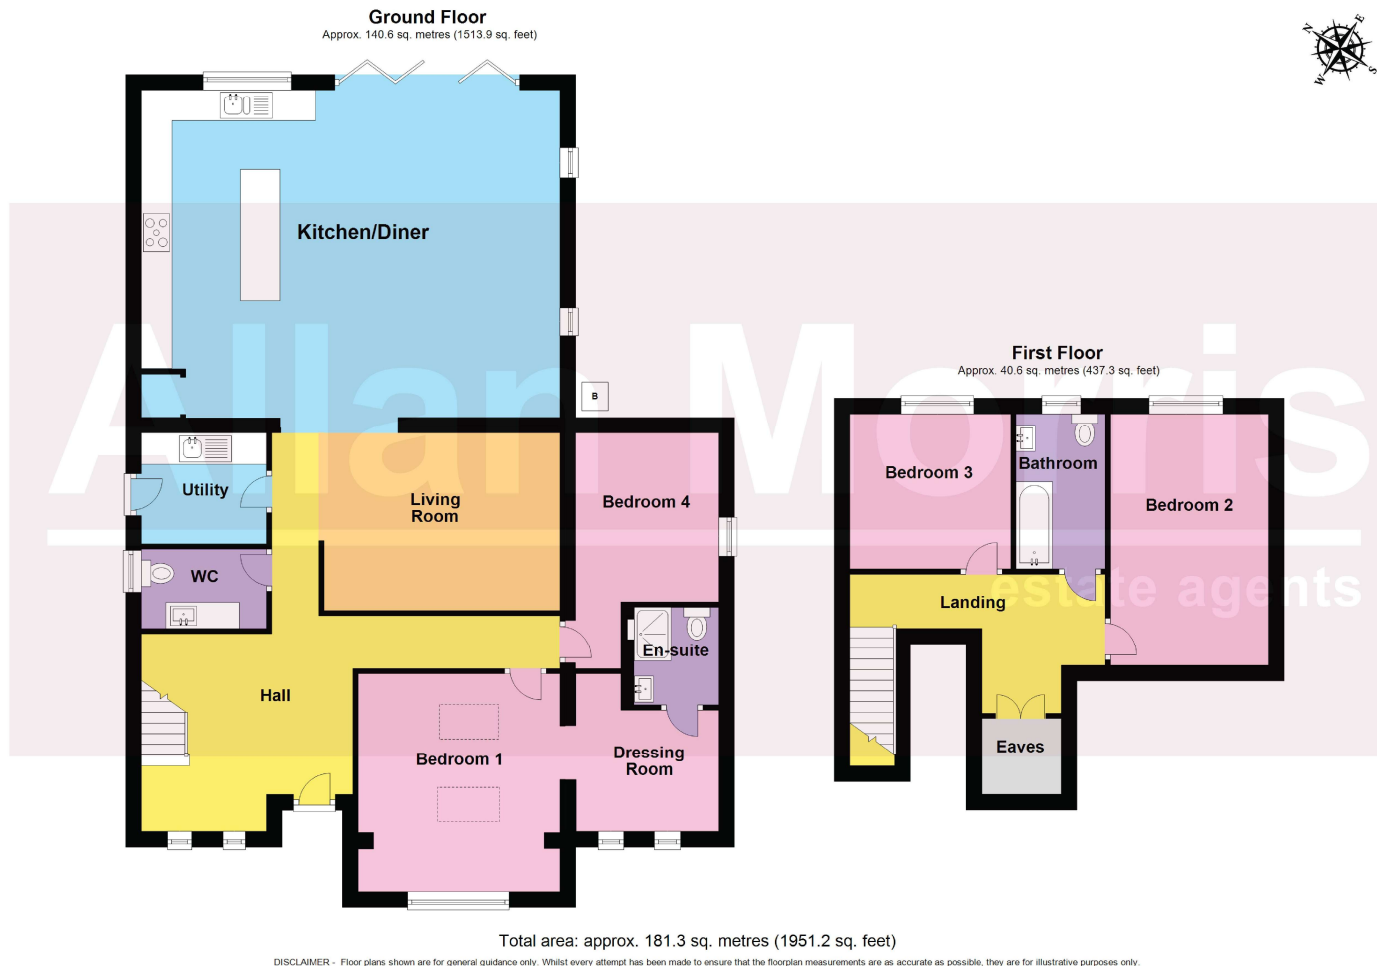 Ground Floor
Approx. 140.6 sq. metres (1513.9 sq. feet)
N
E
S
W
Kitchen/Diner
B
Utility
Living
Room
Bedroom 4
WC
En-suite
Hall
Bedroom 1
Dressing
Room
First Floor
Approx. 40.6 sq. metres (437.3 sq. feet)
Bedroom 3
Bathroom
Bedroom 2
Landing
Eaves
Allan Morris
estate agents
Total area: approx. 181.3 sq. metres (1951.2 sq. feet)
DISCLAIMER - Floor plans shown are for general guidance only. Whilst every attempt has been made to ensure that the floorplan measurements are as accurate as possible, they are for illustrative purposes only.